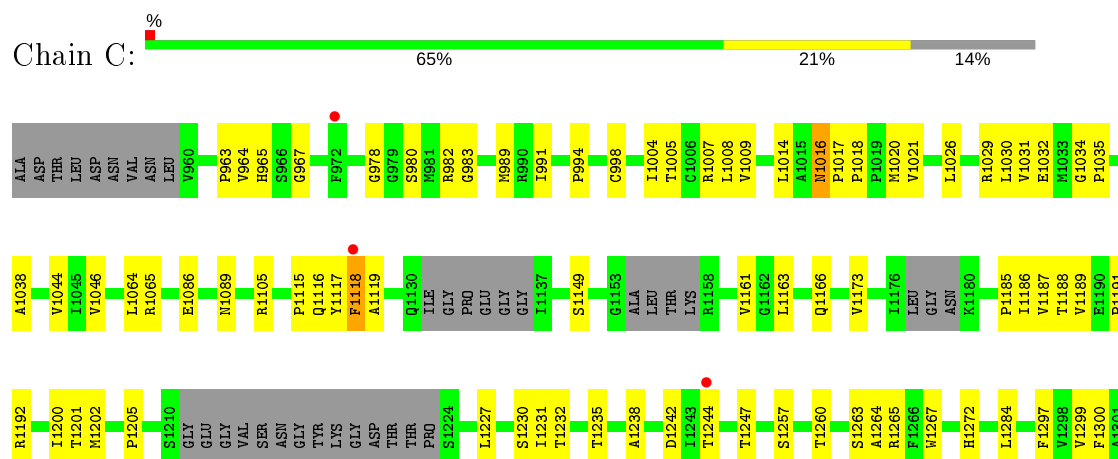 %
Chain C:
65% 21% 14%
ALA ASP THR LEU ASP ASN VAL ASN LEU V960 P963 V964 H965 S966 G967 F972 G978 G979 S980 M981 R982 G983 M989 R990 I991 P994 C998 I1004 T1005 C1006 R1007 L1008 V1009 L1014 A1015 N1016 P1017 P1018 P1019 M1020 V1021 L1026 R1029 L1030 V1031 E1032 M1033 G1034 P1035
A1038 V1044 I1045 V1046 L1064 R1065 E1086 N1089 R1105 P1115 Q1116 Y1117 F1118 A1119 Q1130 ILE GLY PRO GLU GLY GLY I1137 S1149 G1153 ALA LEU THR LYS R1158 V1161 G1162 L1163 Q1166 V1173 I1176 LEU GLY ASN K1180 P1185 I1186 V1187 T1188 V1189 E1190
R1192 I1200 T1201 M1202 P1205 S1210 GLY GLU GLY VAL SER ASN GLY TYR LYS GLY ASP THR THR PRO S1224 L1227 S1230 I1231 T1232 T1235 A1238 D1242 I1243 T1244 T1247 S1257 T1260 S1263 A1264 R1265 F1266 W1267 H1272 L1284 F1297 V1298 V1299 F1300